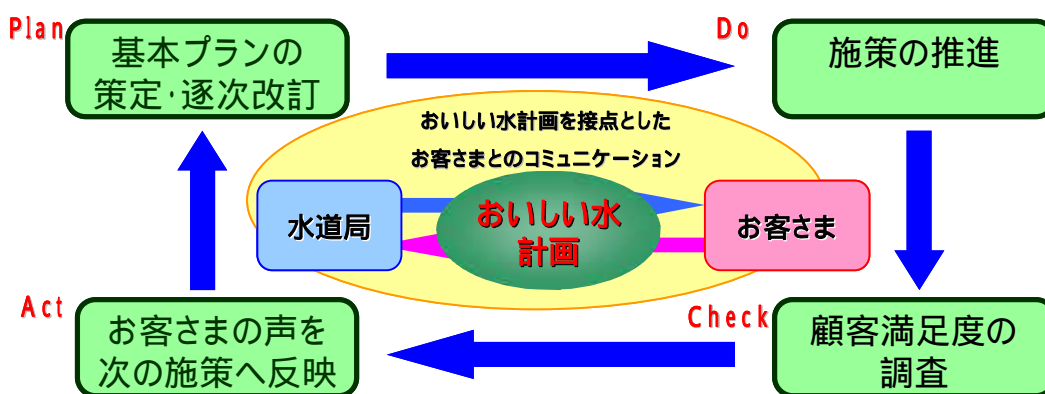 Plan
基本プランの
策定・逐次改訂
Do
施策の推進
おいしい水計画を接点とした
お客さまとのコミュニケーション
水道局
おいしい水
計画
お客さま
Act
お客さまの声を
次の施策へ反映
Check
顧客満足度の
調査